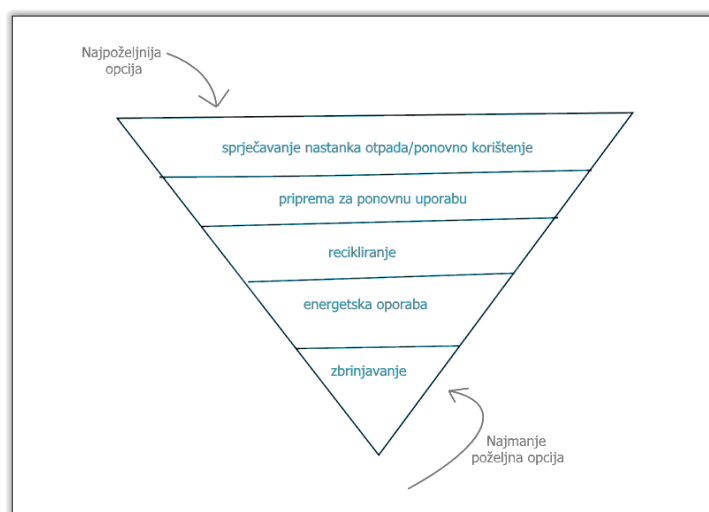 Najpoželjnija
opcija
sprječavanje nastanka otpada/ponovno korištenje
priprema za ponovnu uporabu
recikliranje
energetska oporaba
zbrinjavanje
Najmanje
poželjna opcija